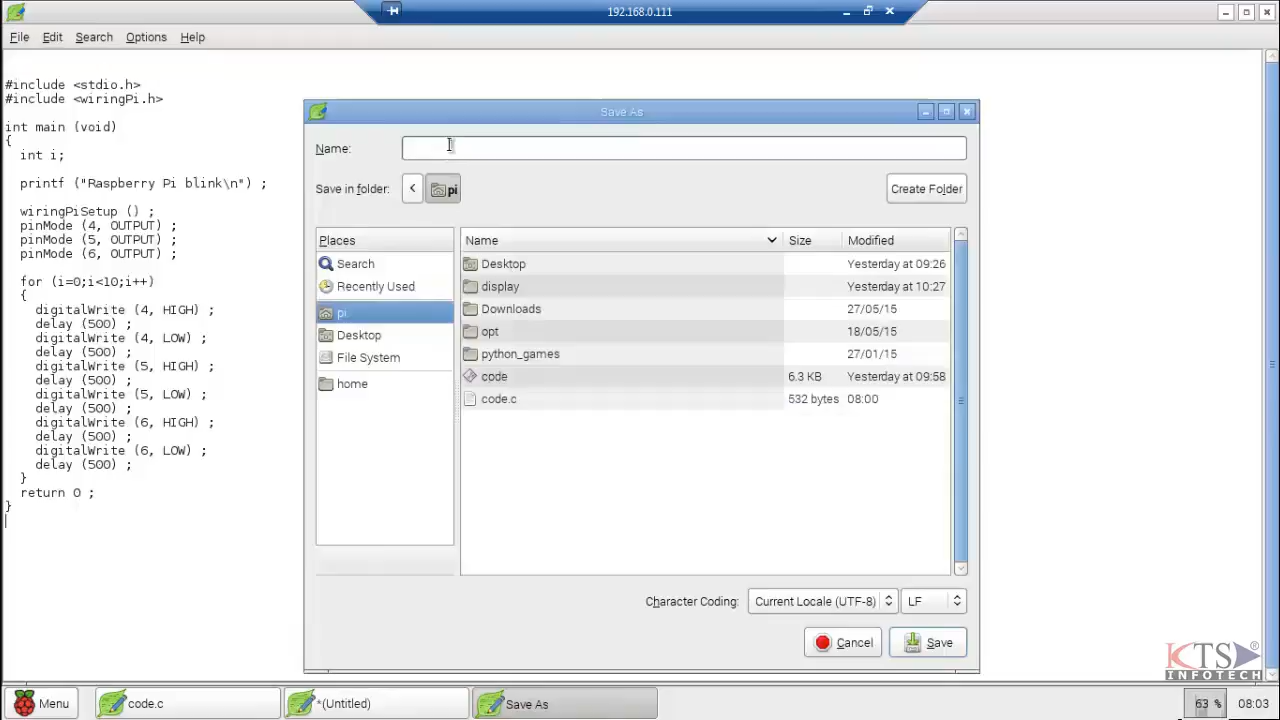 192.168.0.111
File Edit Search Options Help
#include <stdio.h>
#include <wiringPi.h>
int main (void)
{
int i;
printf ("Raspberry Pi blink\n") ;
wiringPiSetup () ;
pinMode (4, OUTPUT) ;
pinMode (5, OUTPUT) ;
pinMode (6, OUTPUT) ;
for (i=0;i<10;i++)
{
digitalWrite (4, HIGH) ;
delay (500) ;
digitalWrite (4, LOW) ;
delay (500) ;
digitalWrite (5, HIGH) ;
delay (500) ;
digitalWrite (5, LOW) ;
delay (500) ;
digitalWrite (6, HIGH) ;
delay (500) ;
digitalWrite (6, LOW) ;
delay (500) ;
}
return 0 ;
}
Save As
Name:
Save in folder: < pi Create Folder
Places
Search
Recently Used
pi
Desktop
File System
home
Name Size Modified
Desktop Yesterday at 09:26
display Yesterday at 10:27
Downloads 27/05/15
opt 18/05/15
python_games 27/01/15
code 6.3 KB Yesterday at 09:58
code.c 532 bytes 08:00
Character Coding: Current Locale (UTF-8) LF
Cancel Save
KTS®
INFOTECH
Menu code.c *(Untitled) Save As 63 % 08:03